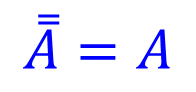 A̿ = A